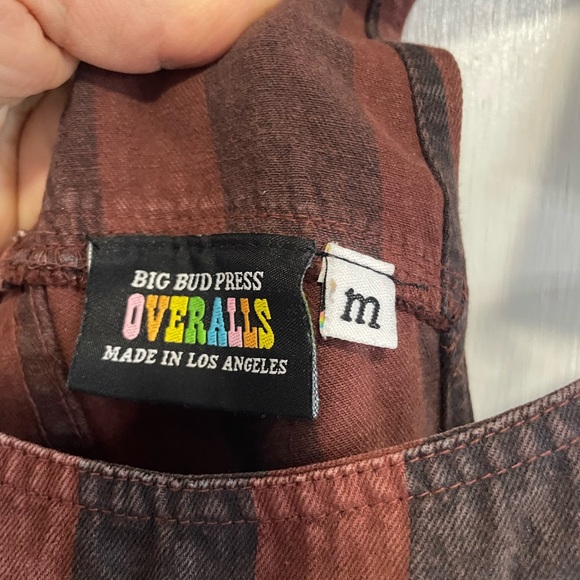 BIG BUD PRESS
OVERALLS
MADE IN LOS ANGELES
m